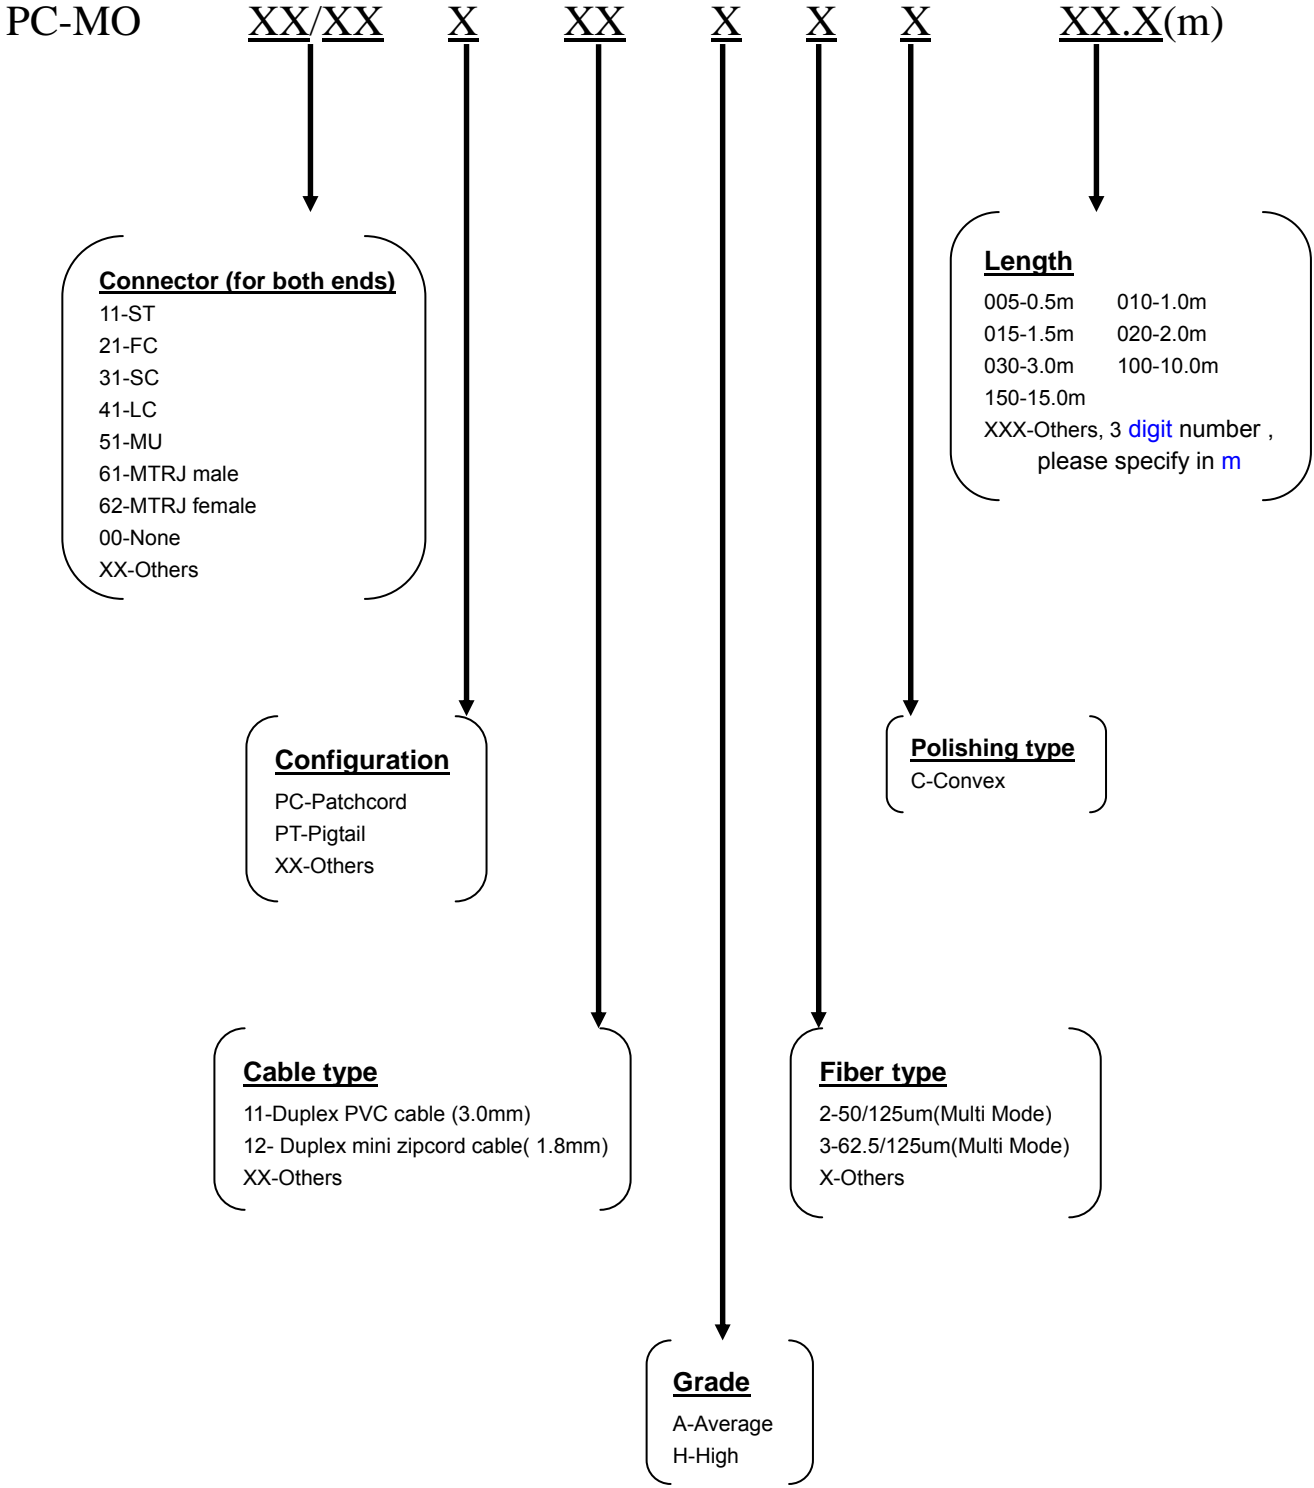 PC-MO XX/XX X XX X X X XX.X(m)
Connector (for both ends)
11-ST
21-FC
31-SC
41-LC
51-MU
61-MTRJ male
62-MTRJ female
00-None
XX-Others
Length
005-0.5m 010-1.0m
015-1.5m 020-2.0m
030-3.0m 100-10.0m
150-15.0m
XXX-Others, 3 digit number ,
please specify in m
Configuration
PC-Patchcord
PT-Pigtail
XX-Others
Polishing type
C-Convex
Cable type
11-Duplex PVC cable (3.0mm)
12- Duplex mini zipcord cable( 1.8mm)
XX-Others
Fiber type
2-50/125um(Multi Mode)
3-62.5/125um(Multi Mode)
X-Others
Grade
A-Average
H-High